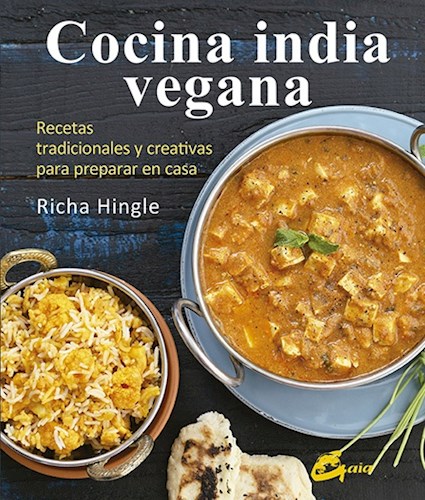 Cocina india
vegana
Recetas
tradicionales y creativas
para preparar en casa
Richa Hingle
Gaia